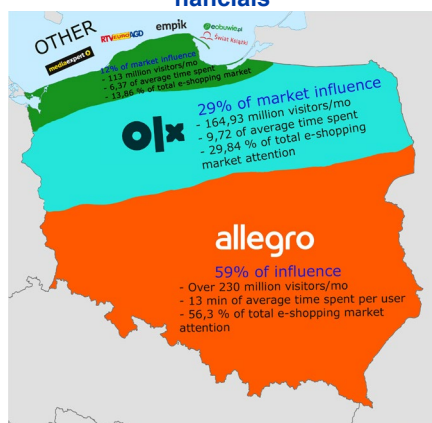 nancials
OTHER
mediaexpert
RTV EURO AGD
empik
eobuwie.pl
Świat Książki
12% of market influence
- 113 million visitors/mo
- 6,37 of average time spent
- 13,86 % of total e-shopping market
olx
29% of market influence
- 164,93 million visitors/mo
- 9,72 of average time spent
- 29,84 % of total e-shopping
market attention
allegro
59% of influence
- Over 230 million visitors/mo
- 13 min of average time spent per user
- 56,3 % of total e-shopping market
attention